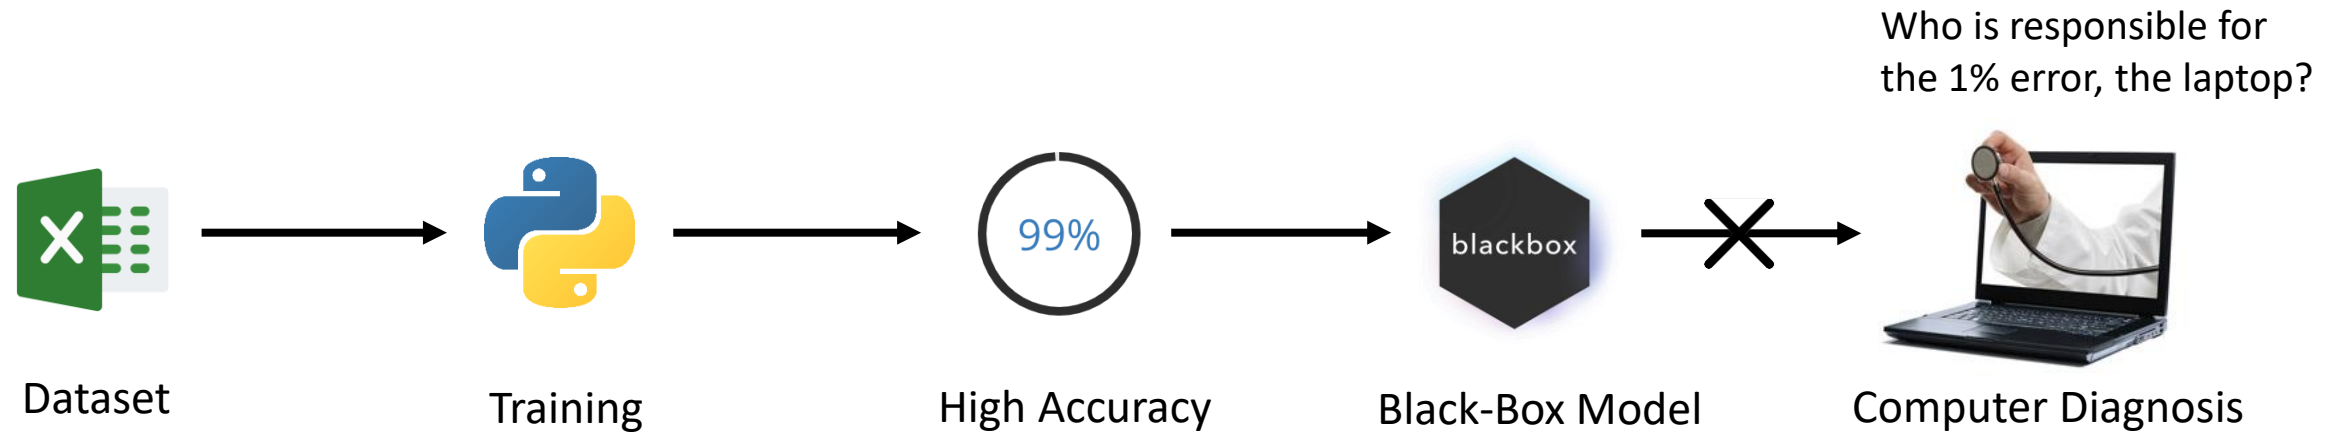 Who is responsible for
the 1% error, the laptop?
X
99%
blackbox
Dataset
Training
High Accuracy
Black-Box Model
Computer Diagnosis